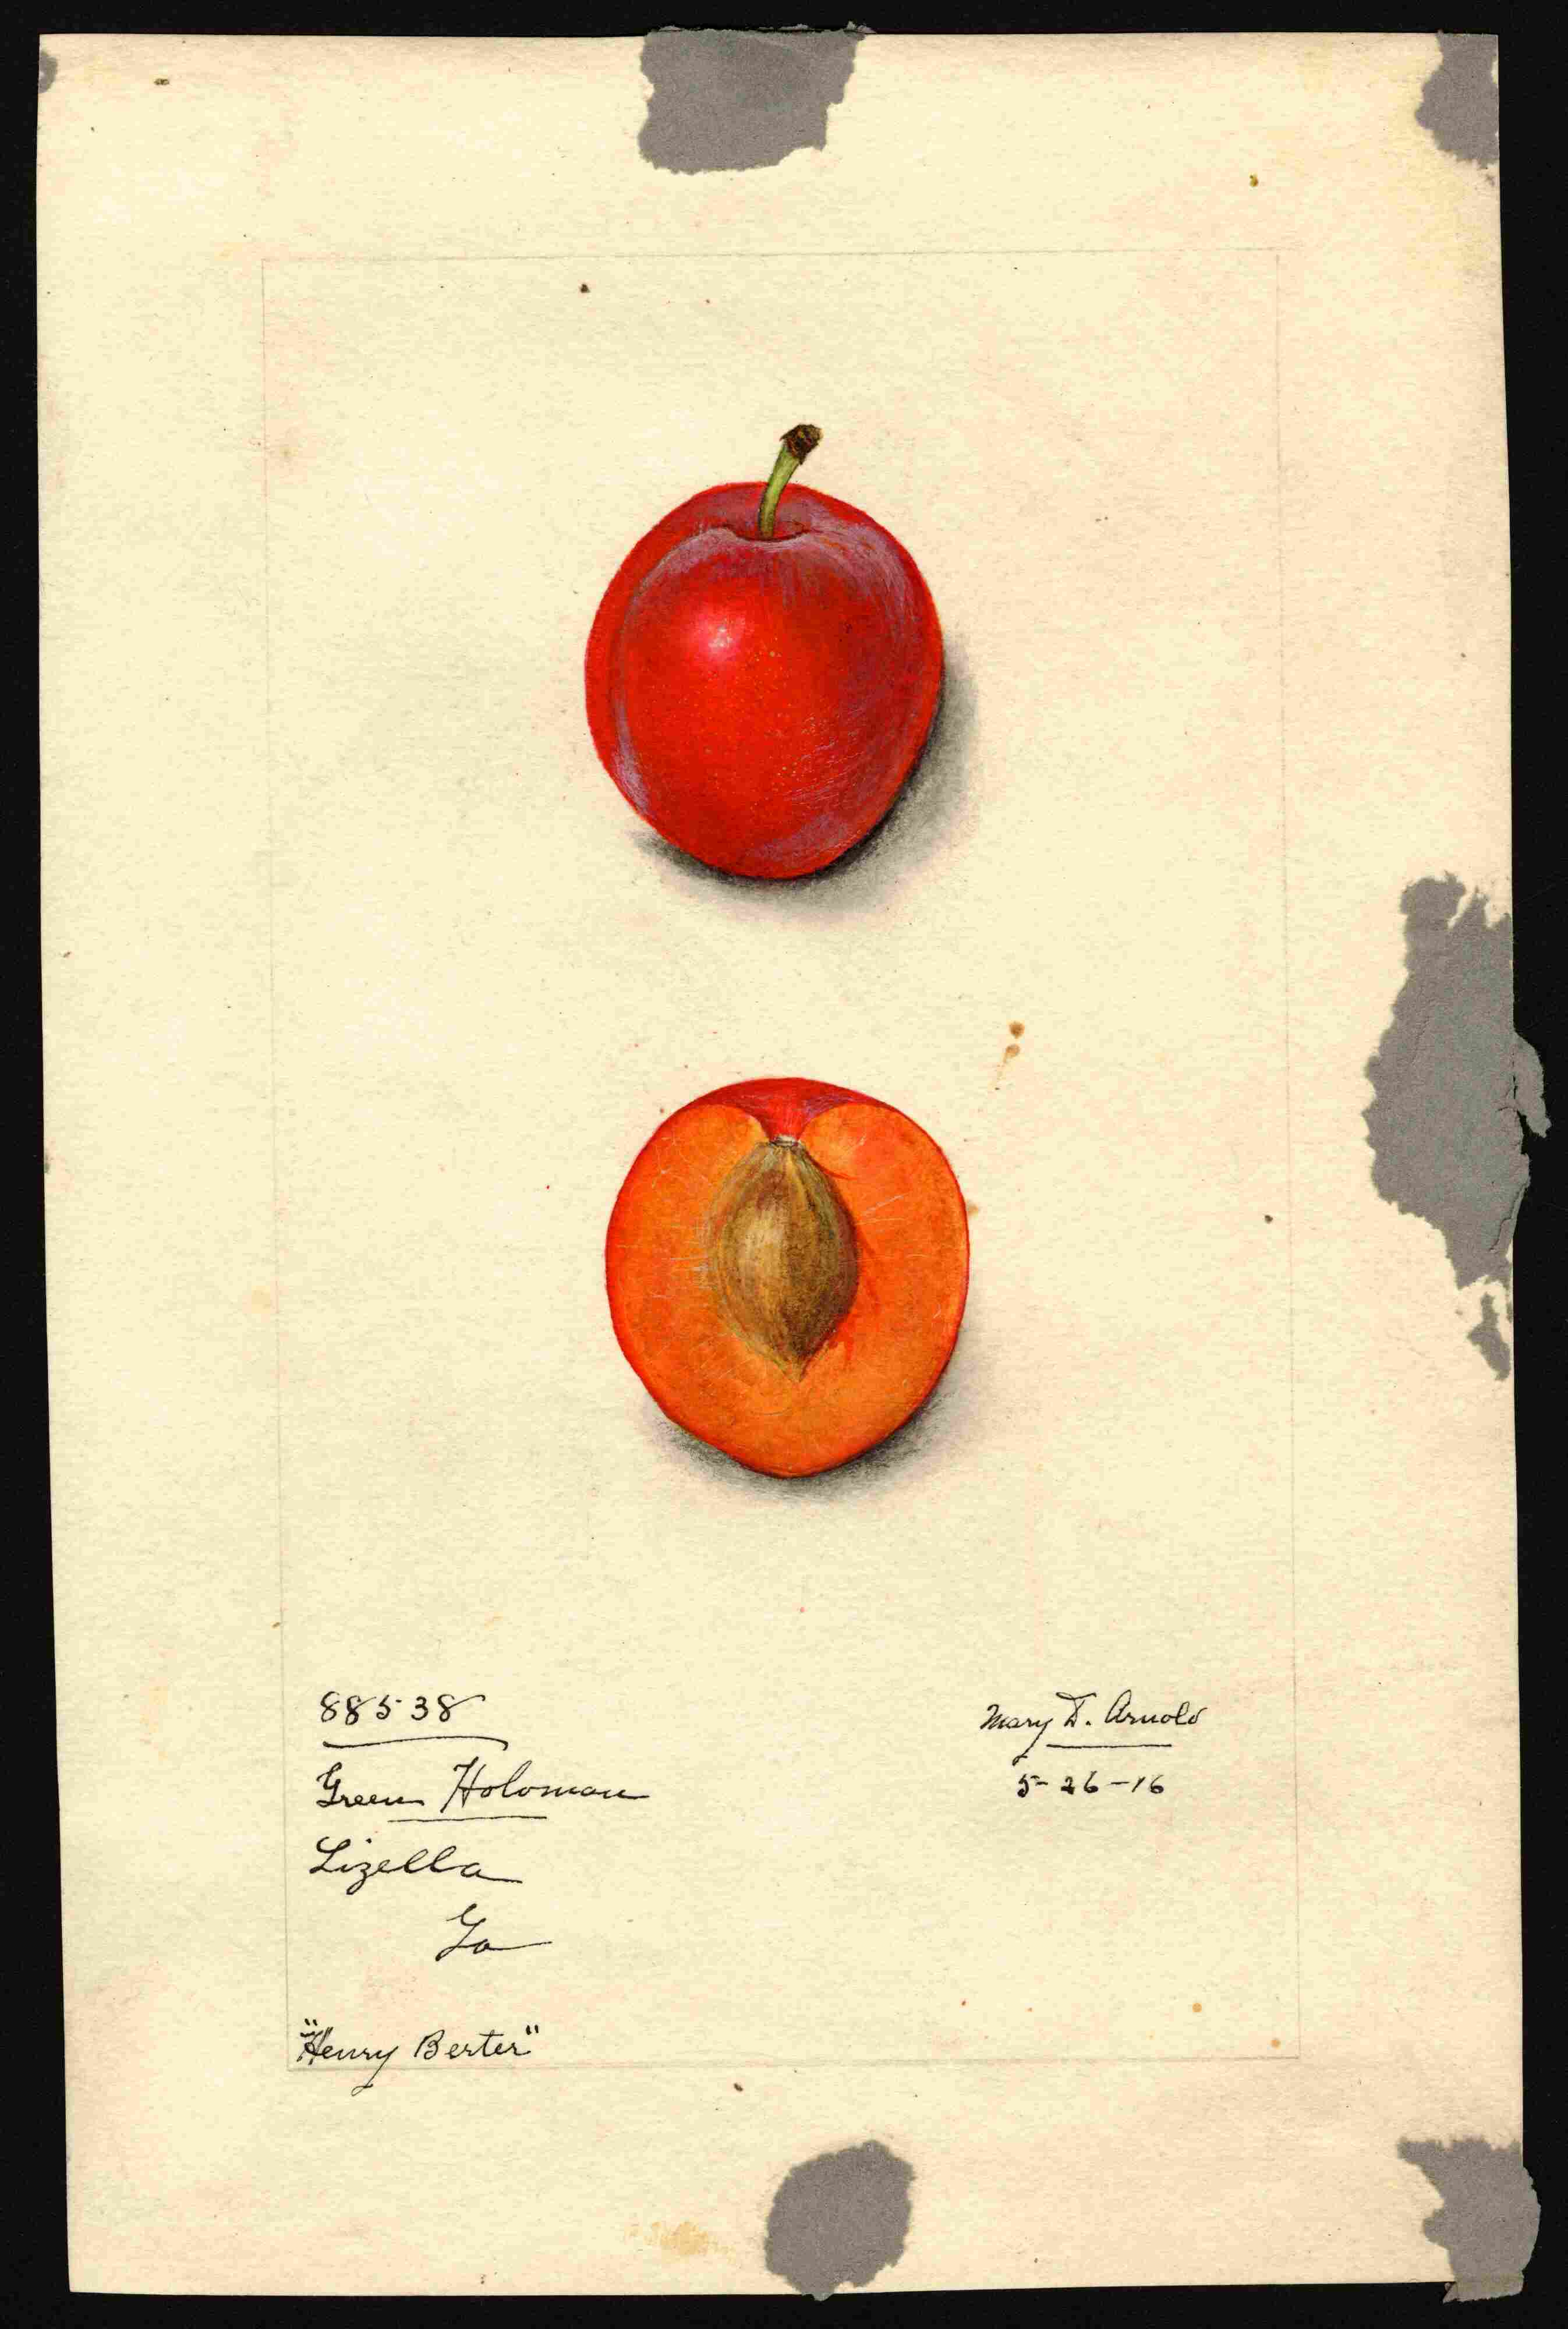 88538
Green Holoman
Lizella
Ga
"Henry Berter"
Mary D. Arnold
5-26-16